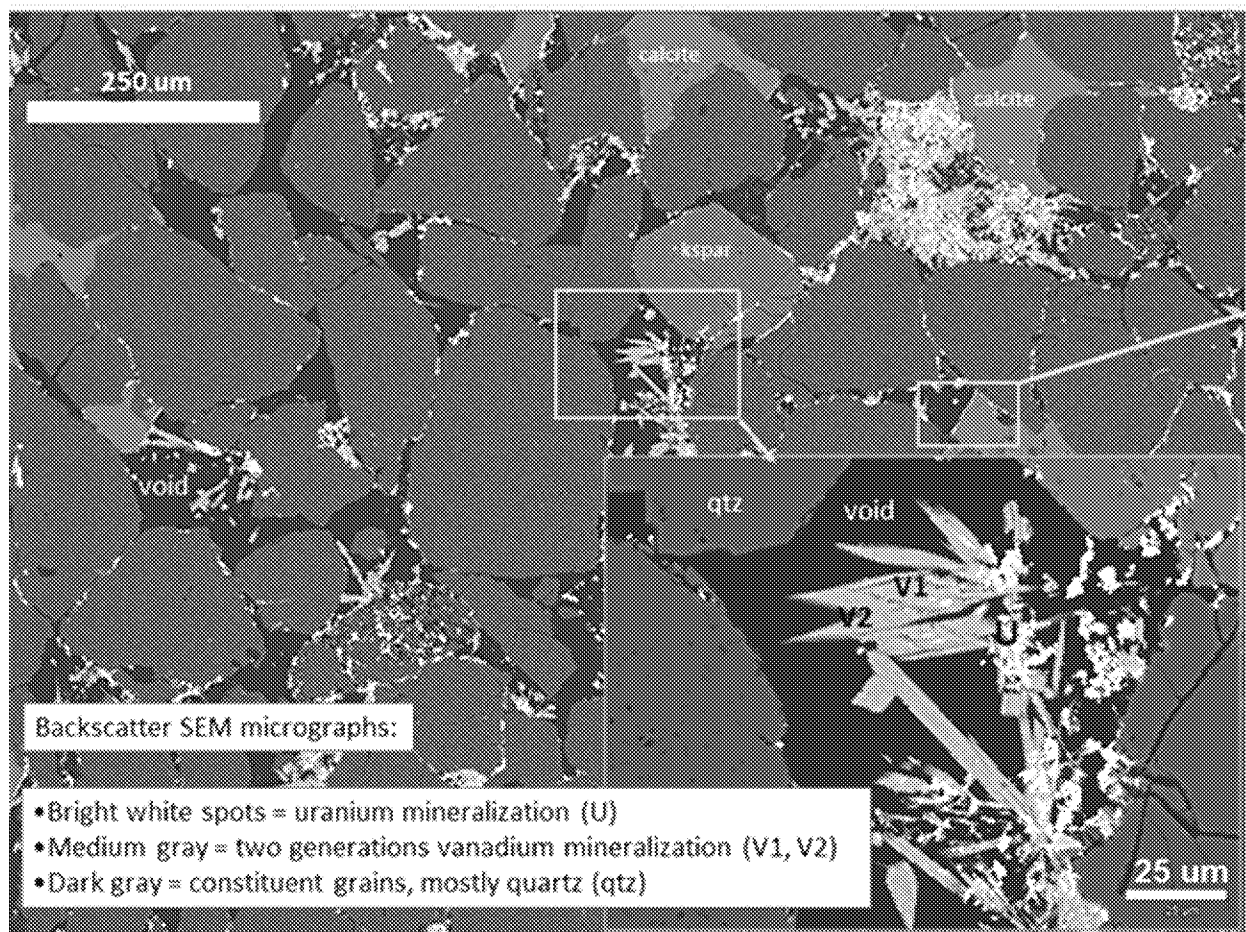 250 um
calcite
calcite
kspar
void
qtz
void
V1
V2
U
Backscatter SEM micrographs:
•Bright white spots = uranium mineralization (U)
•Medium gray = two generations vanadium mineralization (V1, V2)
•Dark gray = constituent grains, mostly quartz (qtz)
25 um